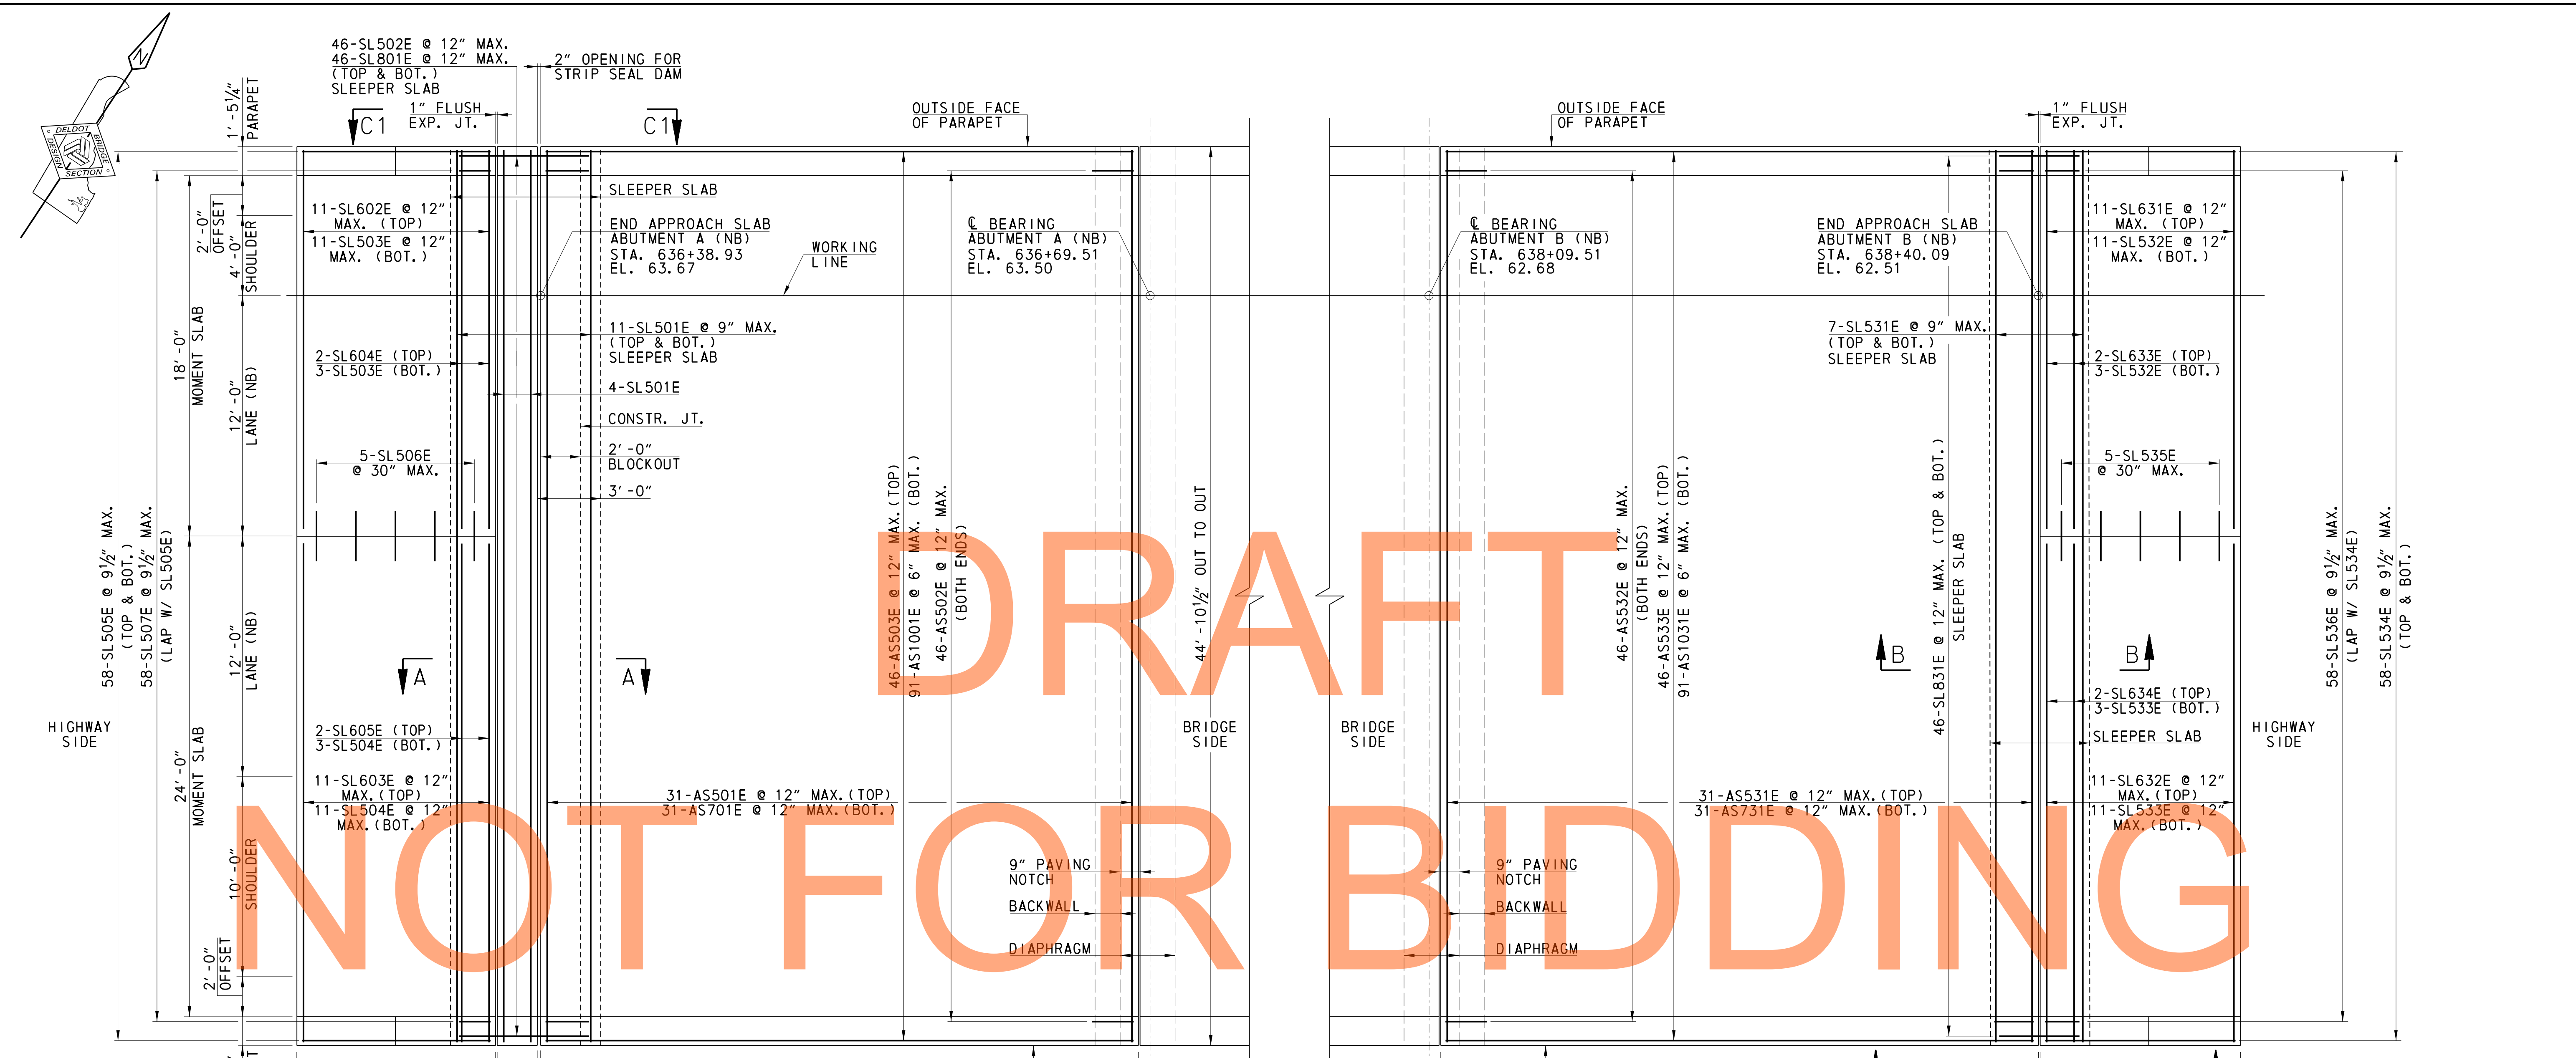 46-SL502E @ 12" MAX.
46-SL801E @ 12" MAX.
(TOP & BOT.)
SLEEPER SLAB
2" OPENING FOR
STRIP SEAL DAM
1" FLUSH
EXP. JT.
C1
C1
OUTSIDE FACE
OF PARAPET
OUTSIDE FACE
OF PARAPET
1" FLUSH
EXP. JT.
N
DELDOT
BRIDGE
DESIGN
SECTION
1'-5¼"
PARAPET
2'-0"
OFFSET
4'-0"
SHOULDER
18'-0"
MOMENT SLAB
12'-0"
LANE (NB)
11-SL602E @ 12"
MAX. (TOP)
11-SL503E @ 12"
MAX. (BOT.)
SLEEPER SLAB
END APPROACH SLAB
ABUTMENT A (NB)
STA. 636+38.93
EL. 63.67
WORKING
LINE
℄ BEARING
ABUTMENT A (NB)
STA. 636+69.51
EL. 63.50
℄ BEARING
ABUTMENT B (NB)
STA. 638+09.51
EL. 62.68
END APPROACH SLAB
ABUTMENT B (NB)
STA. 638+40.09
EL. 62.51
11-SL631E @ 12"
MAX. (TOP)
11-SL532E @ 12"
MAX. (BOT.)
2-SL604E (TOP)
3-SL503E (BOT.)
11-SL501E @ 9" MAX.
(TOP & BOT.)
SLEEPER SLAB
4-SL501E
CONSTR. JT.
2'-0"
BLOCKOUT
3'-0"
7-SL531E @ 9" MAX.
(TOP & BOT.)
SLEEPER SLAB
2-SL633E (TOP)
3-SL532E (BOT.)
5-SL506E
@ 30" MAX.
5-SL535E
@ 30" MAX.
58-SL505E @ 9½" MAX.
(TOP & BOT.)
58-SL507E @ 9½" MAX.
(LAP W/ SL505E)
46-AS503E @ 12" MAX.(TOP)
91-AS1001E @ 6" MAX. (BOT.)
46-AS502E @ 12" MAX.
(BOTH ENDS)
44'-10½" OUT TO OUT
46-AS532E @ 12" MAX.
(BOTH ENDS)
46-AS533E @ 12" MAX.(TOP)
91-AS1031E @ 6" MAX. (BOT.)
46-SL831E @ 12" MAX. (TOP & BOT.)
SLEEPER SLAB
58-SL536E @ 9½" MAX.
(LAP W/ SL534E)
58-SL534E @ 9½" MAX.
(TOP & BOT.)
DRAFT
A
A
B
B
HIGHWAY
SIDE
24'-0"
MOMENT SLAB
12'-0"
LANE (NB)
10'-0"
SHOULDER
2'-0"
OFFSET
2-SL605E (TOP)
3-SL504E (BOT.)
11-SL603E @ 12"
MAX.(TOP)
11-SL504E @ 12"
MAX.(BOT.)
31-AS501E @ 12" MAX.(TOP)
31-AS701E @ 12" MAX.(BOT.)
BRIDGE
SIDE
BRIDGE
SIDE
31-AS531E @ 12" MAX.(TOP)
31-AS731E @ 12" MAX.(BOT.)
2-SL634E (TOP)
3-SL533E (BOT.)
SLEEPER SLAB
HIGHWAY
SIDE
11-SL632E @ 12"
MAX.(TOP)
11-SL533E @ 12"
MAX.(BOT.)
NOT FOR BIDDING
9" PAVING
NOTCH
BACKWALL
DIAPHRAGM
9" PAVING
NOTCH
BACKWALL
DIAPHRAGM